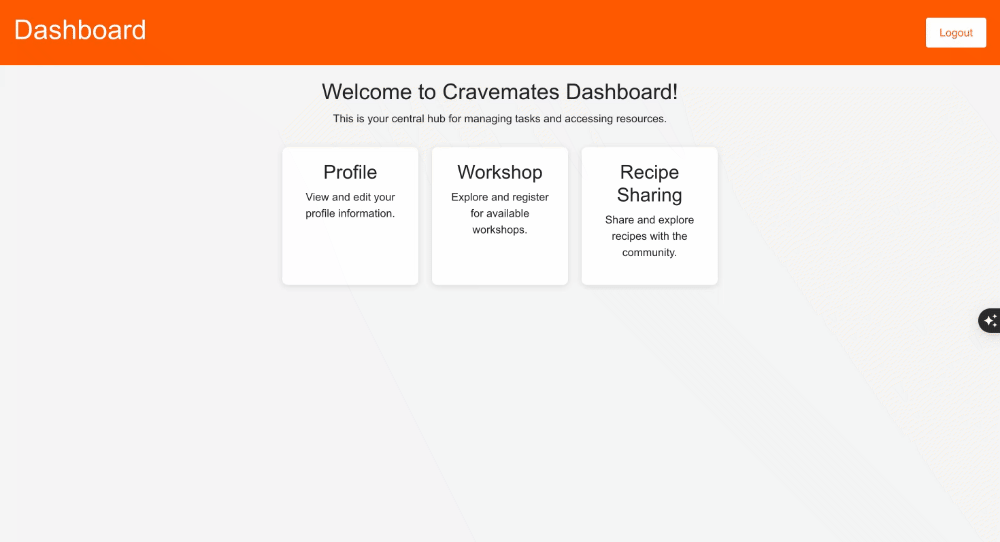 Dashboard
Logout
Welcome to Cravemates Dashboard!
This is your central hub for managing tasks and accessing resources.
Profile
View and edit your
profile information.
Workshop
Explore and register
for available
workshops.
Recipe
Sharing
Share and explore
recipes with the
community.